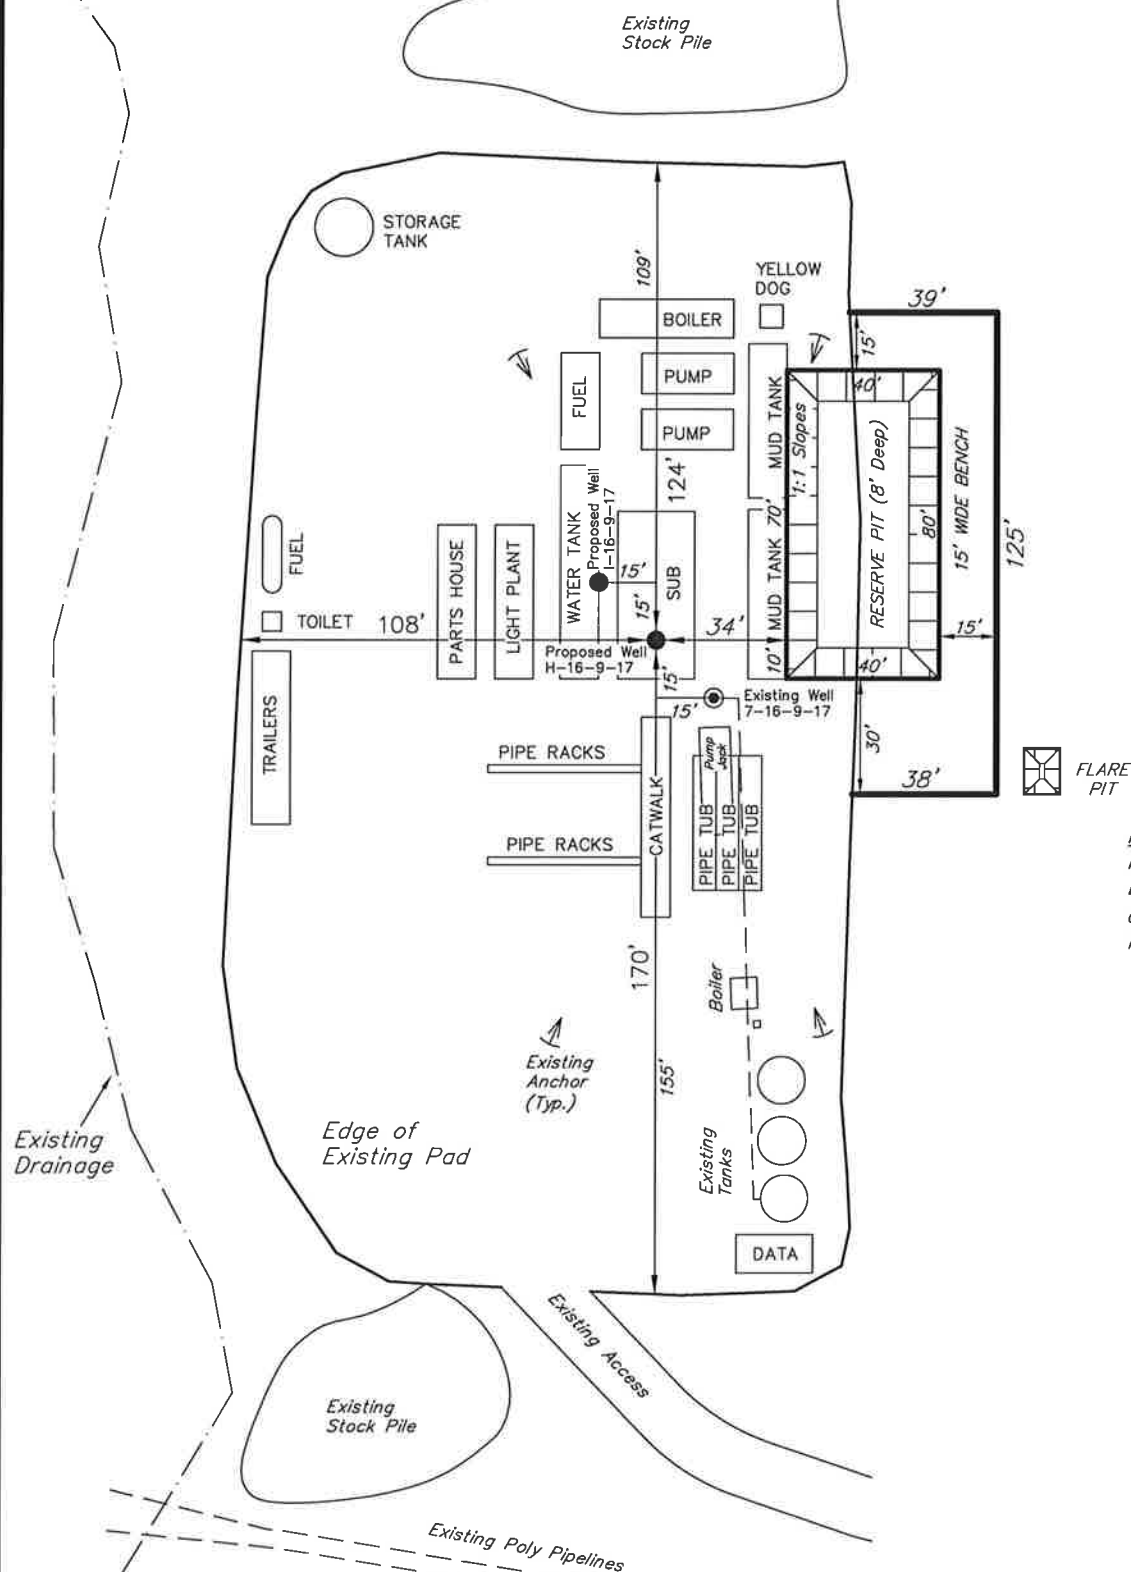 Existing
Stock Pile
STORAGE
TANK
109'
YELLOW
DOG
39'
BOILER
15'
PUMP
40'
FUEL
MUD TANK
1:1 Slopes
PUMP
124'
RESERVE PIT (8' Deep)
15' WIDE BENCH
Proposed Well
I-16-9-17
70'
80'
125'
FUEL
PARTS HOUSE
LIGHT PLANT
WATER TANK
15'
SUB
MUD TANK
15'
TOILET
108'
34'
15'
Proposed Well
H-16-9-17
10'
40'
15'
15'
Existing Well
7-16-9-17
TRAILERS
30'
PIPE RACKS
Pump
Jack
38'
FLARE
PIT
CATWALK
PIPE TUB
PIPE TUB
PIPE TUB
PIPE RACKS
170'
Boiler
Existing
Anchor
(Typ.)
155'
Existing
Drainage
Edge of
Existing Pad
Existing
Tanks
DATA
Existing Access
Existing
Stock Pile
Existing Poly Pipelines